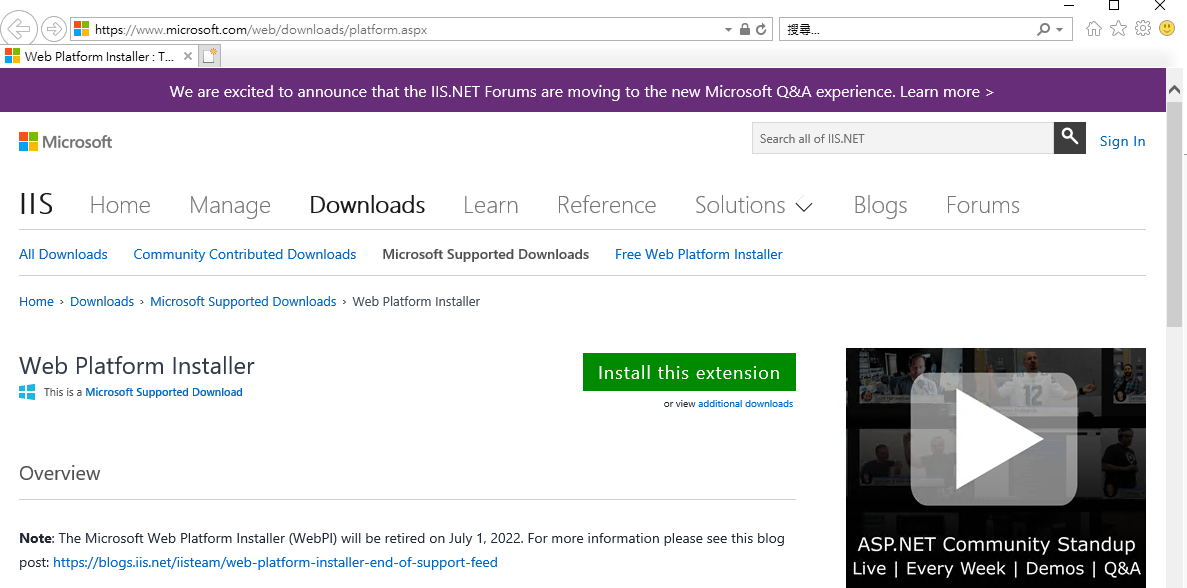 https://www.microsoft.com/web/downloads/platform.aspx
搜尋...
Web Platform Installer : T...
We are excited to announce that the IIS.NET Forums are moving to the new Microsoft Q&A experience. Learn more >
Microsoft
Search all of IIS.NET
Sign In
IIS Home Manage Downloads Learn Reference Solutions Blogs Forums
All Downloads Community Contributed Downloads Microsoft Supported Downloads Free Web Platform Installer
Home › Downloads › Microsoft Supported Downloads › Web Platform Installer
Web Platform Installer
This is a Microsoft Supported Download
Install this extension
or view additional downloads
Overview
Note: The Microsoft Web Platform Installer (WebPI) will be retired on July 1, 2022. For more information please see this blog
post: https://blogs.iis.net/iisteam/web-platform-installer-end-of-support-feed
12
ASP.NET Community Standup
Live | Every Week | Demos | Q&A